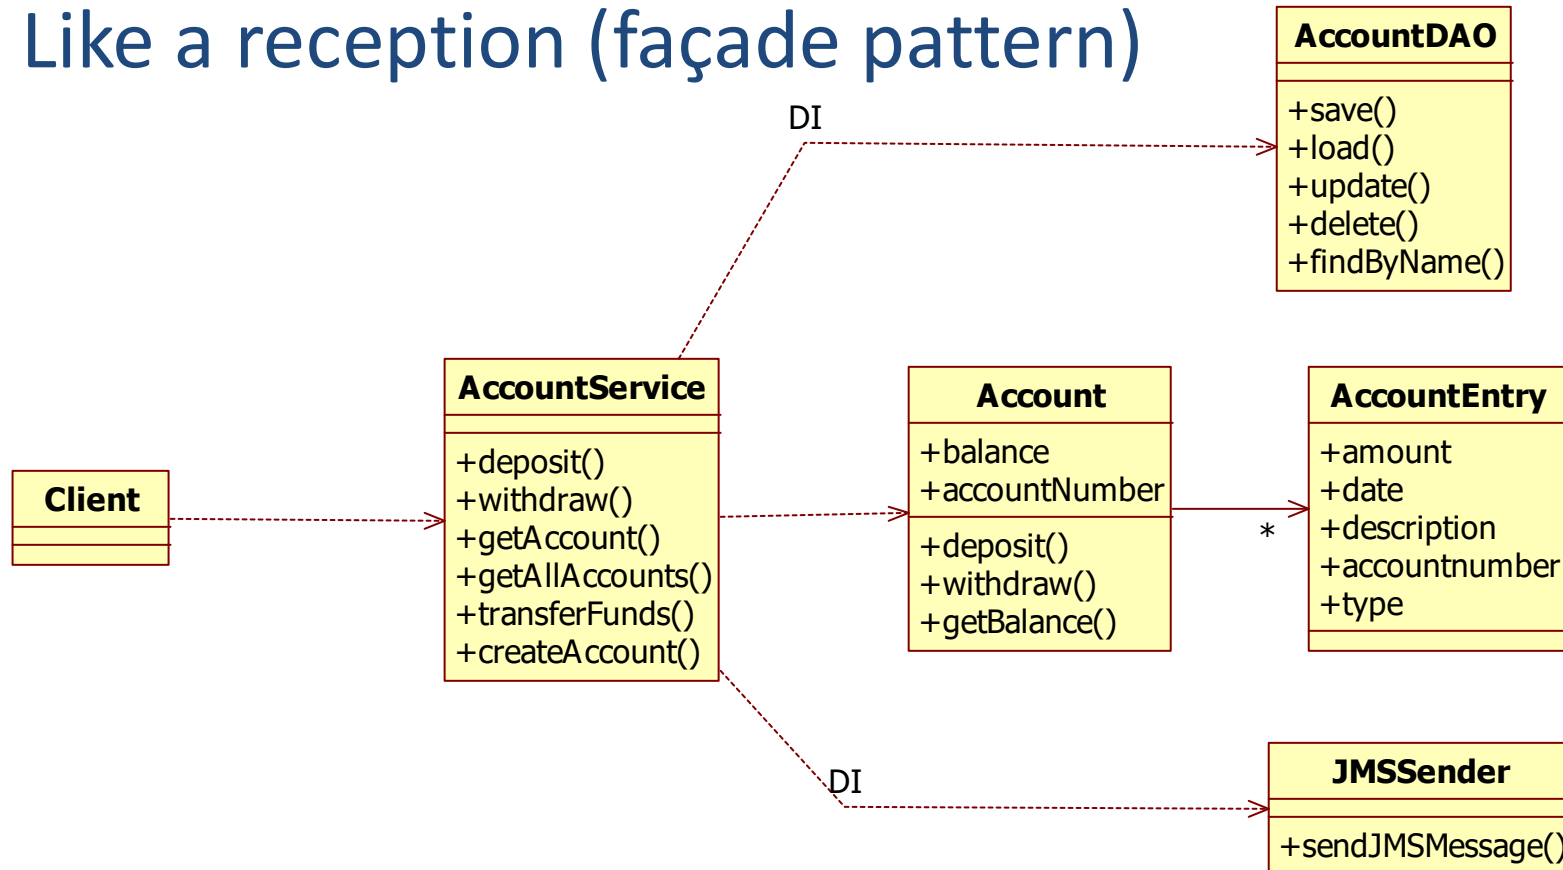 Like a reception (façade pattern)
DI
AccountDAO
+save()
+load()
+update()
+delete()
+findByName()
Client
AccountService
+deposit()
+withdraw()
+getAccount()
+getAllAccounts()
+transferFunds()
+createAccount()
Account
+balance
+accountNumber
+deposit()
+withdraw()
+getBalance()
*
AccountEntry
+amount
+date
+description
+accountnumber
+type
DI
JMSSender
+sendJMSMessage()